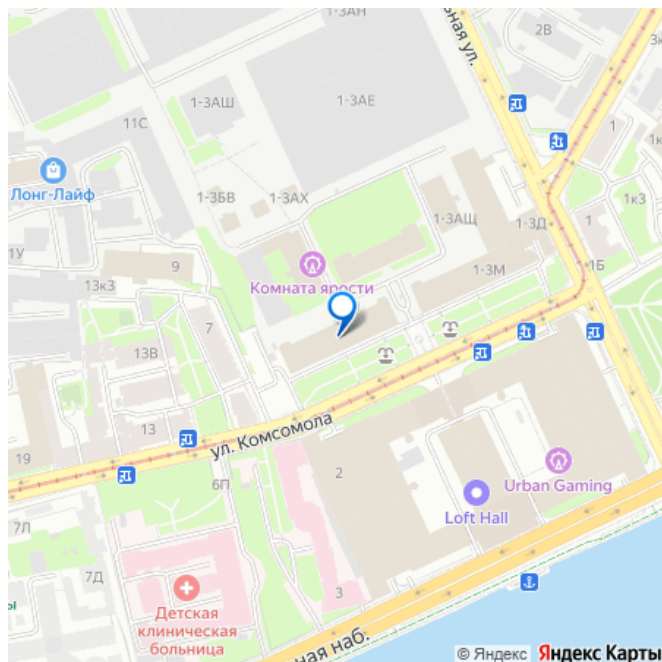 1-3АН
2В
ьная ул.
1-3АШ
1-3АЕ
11С
1
1к
Лонг-Лайф
1-3БВ
1-3АХ
1к3
1-3АЩ
1-3Д
1
1У
9
1-3М
1Б
13к3
Комната ярости
7
13В
13
ул. Комсомола
19
2
6П
Urban Gaming
Loft Hall
7Л
7Д
ы
3
Детская
клиническая
больница
ная наб.
© Яндекс Яндекс Карты